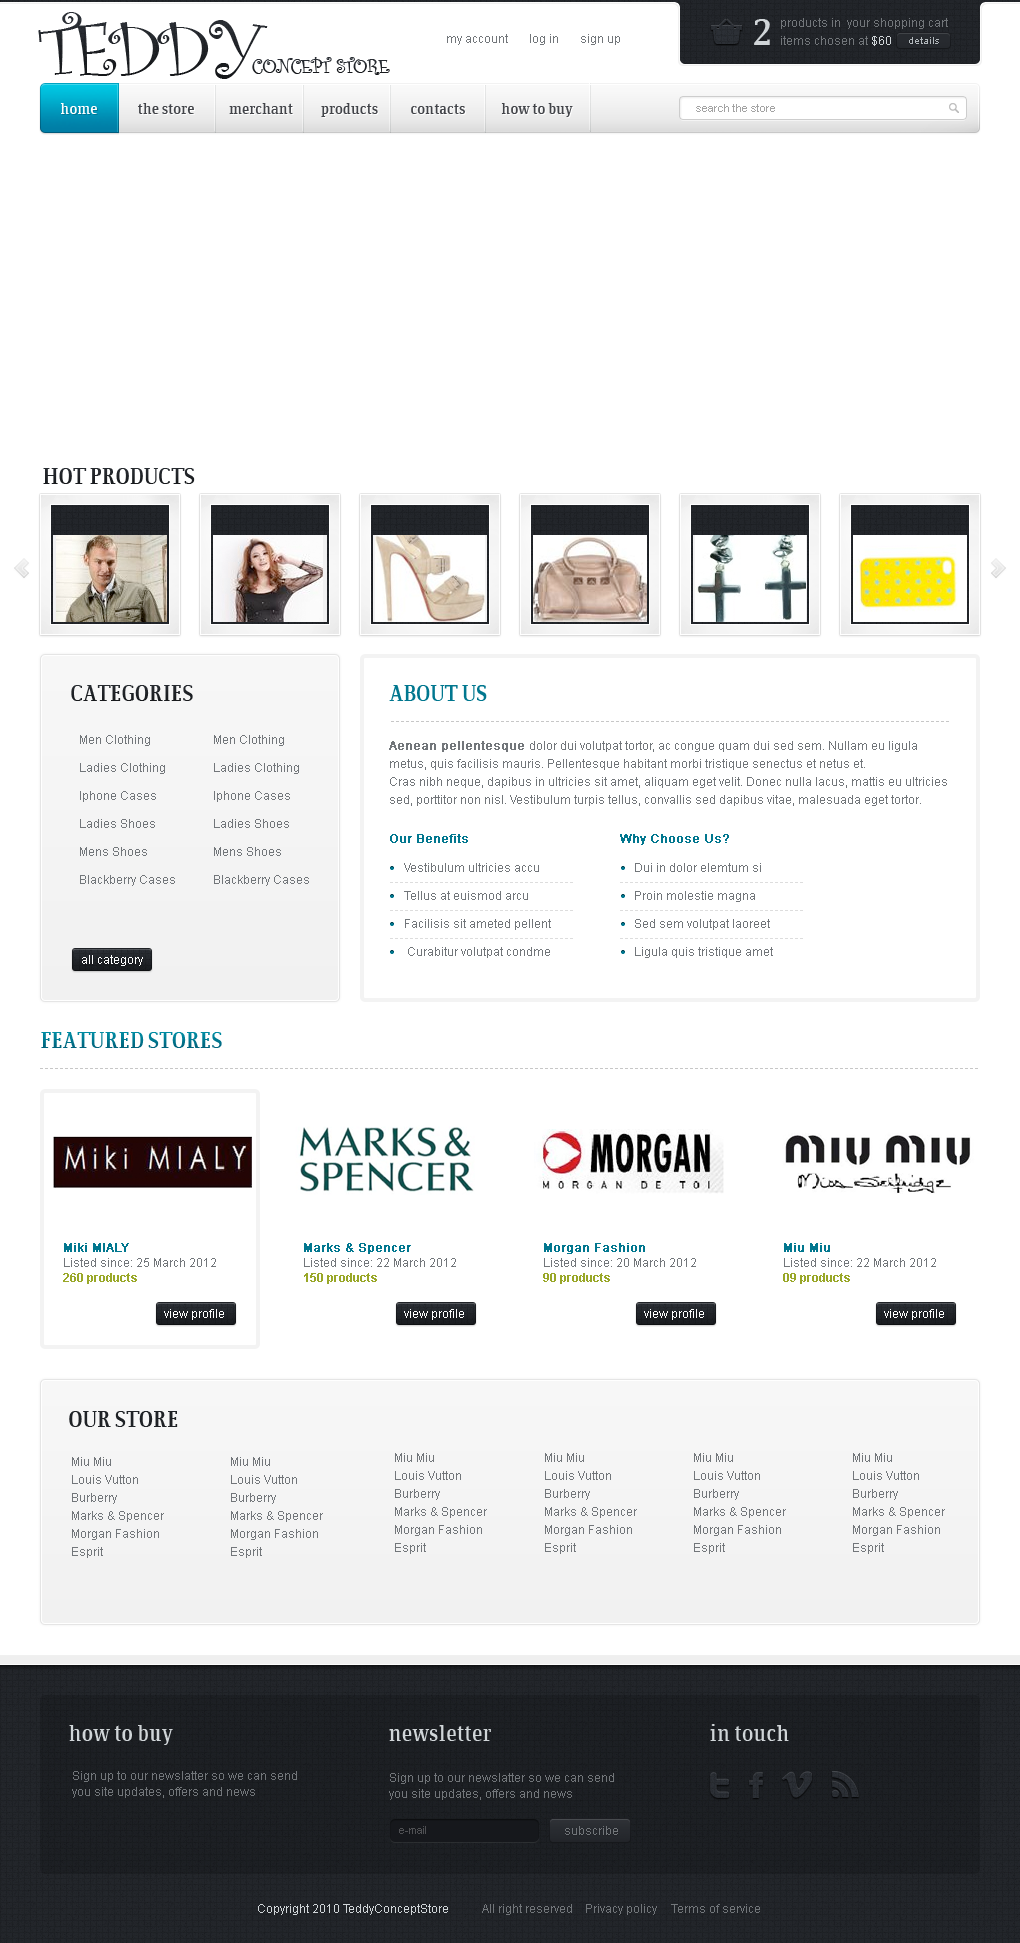 TEDDY CONCEPT STORE
my account log in sign up
2 products in your shopping cart
items chosen at $60 details
home the store merchant products contacts how to buy search the store
HOT PRODUCTS
CATEGORIES
Men Clothing Men Clothing
Ladies Clothing Ladies Clothing
Iphone Cases Iphone Cases
Ladies Shoes Ladies Shoes
Mens Shoes Mens Shoes
Blackberry Cases Blackberry Cases
all category
ABOUT US
Aenean pellentesque dolor dui volutpat tortor, ac congue quam dui sed sem. Nullam eu ligula
metus, quis facilisis mauris. Pellentesque habitant morbi tristique senectus et netus et.
Cras nibh neque, dapibus in ultricies sit amet, aliquam eget velit. Donec nulla lacus, mattis eu ultricies
sed, porttitor non nisl. Vestibulum turpis tellus, convallis sed dapibus vitae, malesuada eget tortor.
Our Benefits
• Vestibulum ultricies accu
• Tellus at euismod arcu
• Facilisis sit ameted pellent
• Curabitur volutpat condme
Why Choose Us?
• Dui in dolor elemtum si
• Proin molestie magna
• Sed sem volutpat laoreet
• Ligula quis tristique amet
FEATURED STORES
Miki MIALY
Miki MIALY
Listed since: 25 March 2012
260 products
view profile
MARKS &
SPENCER
Marks & Spencer
Listed since: 22 March 2012
150 products
view profile
MORGAN
MORGAN DE TOI
Morgan Fashion
Listed since: 20 March 2012
90 products
view profile
MIU MIU
Miss Selfridge
Miu Miu
Listed since: 22 March 2012
09 products
view profile
OUR STORE
Miu Miu Miu Miu Miu Miu Miu Miu Miu Miu Miu Miu
Louis Vutton Louis Vutton Louis Vutton Louis Vutton Louis Vutton Louis Vutton
Burberry Burberry Burberry Burberry Burberry Burberry
Marks & Spencer Marks & Spencer Marks & Spencer Marks & Spencer Marks & Spencer Marks & Spencer
Morgan Fashion Morgan Fashion Morgan Fashion Morgan Fashion Morgan Fashion Morgan Fashion
Esprit Esprit Esprit Esprit Esprit Esprit
how to buy
Sign up to our newslatter so we can send
you site updates, offers and news
newsletter
Sign up to our newslatter so we can send
you site updates, offers and news
e-mail subscribe
in touch
Copyright 2010 TeddyConceptStore All right reserved Privacy policy Terms of service